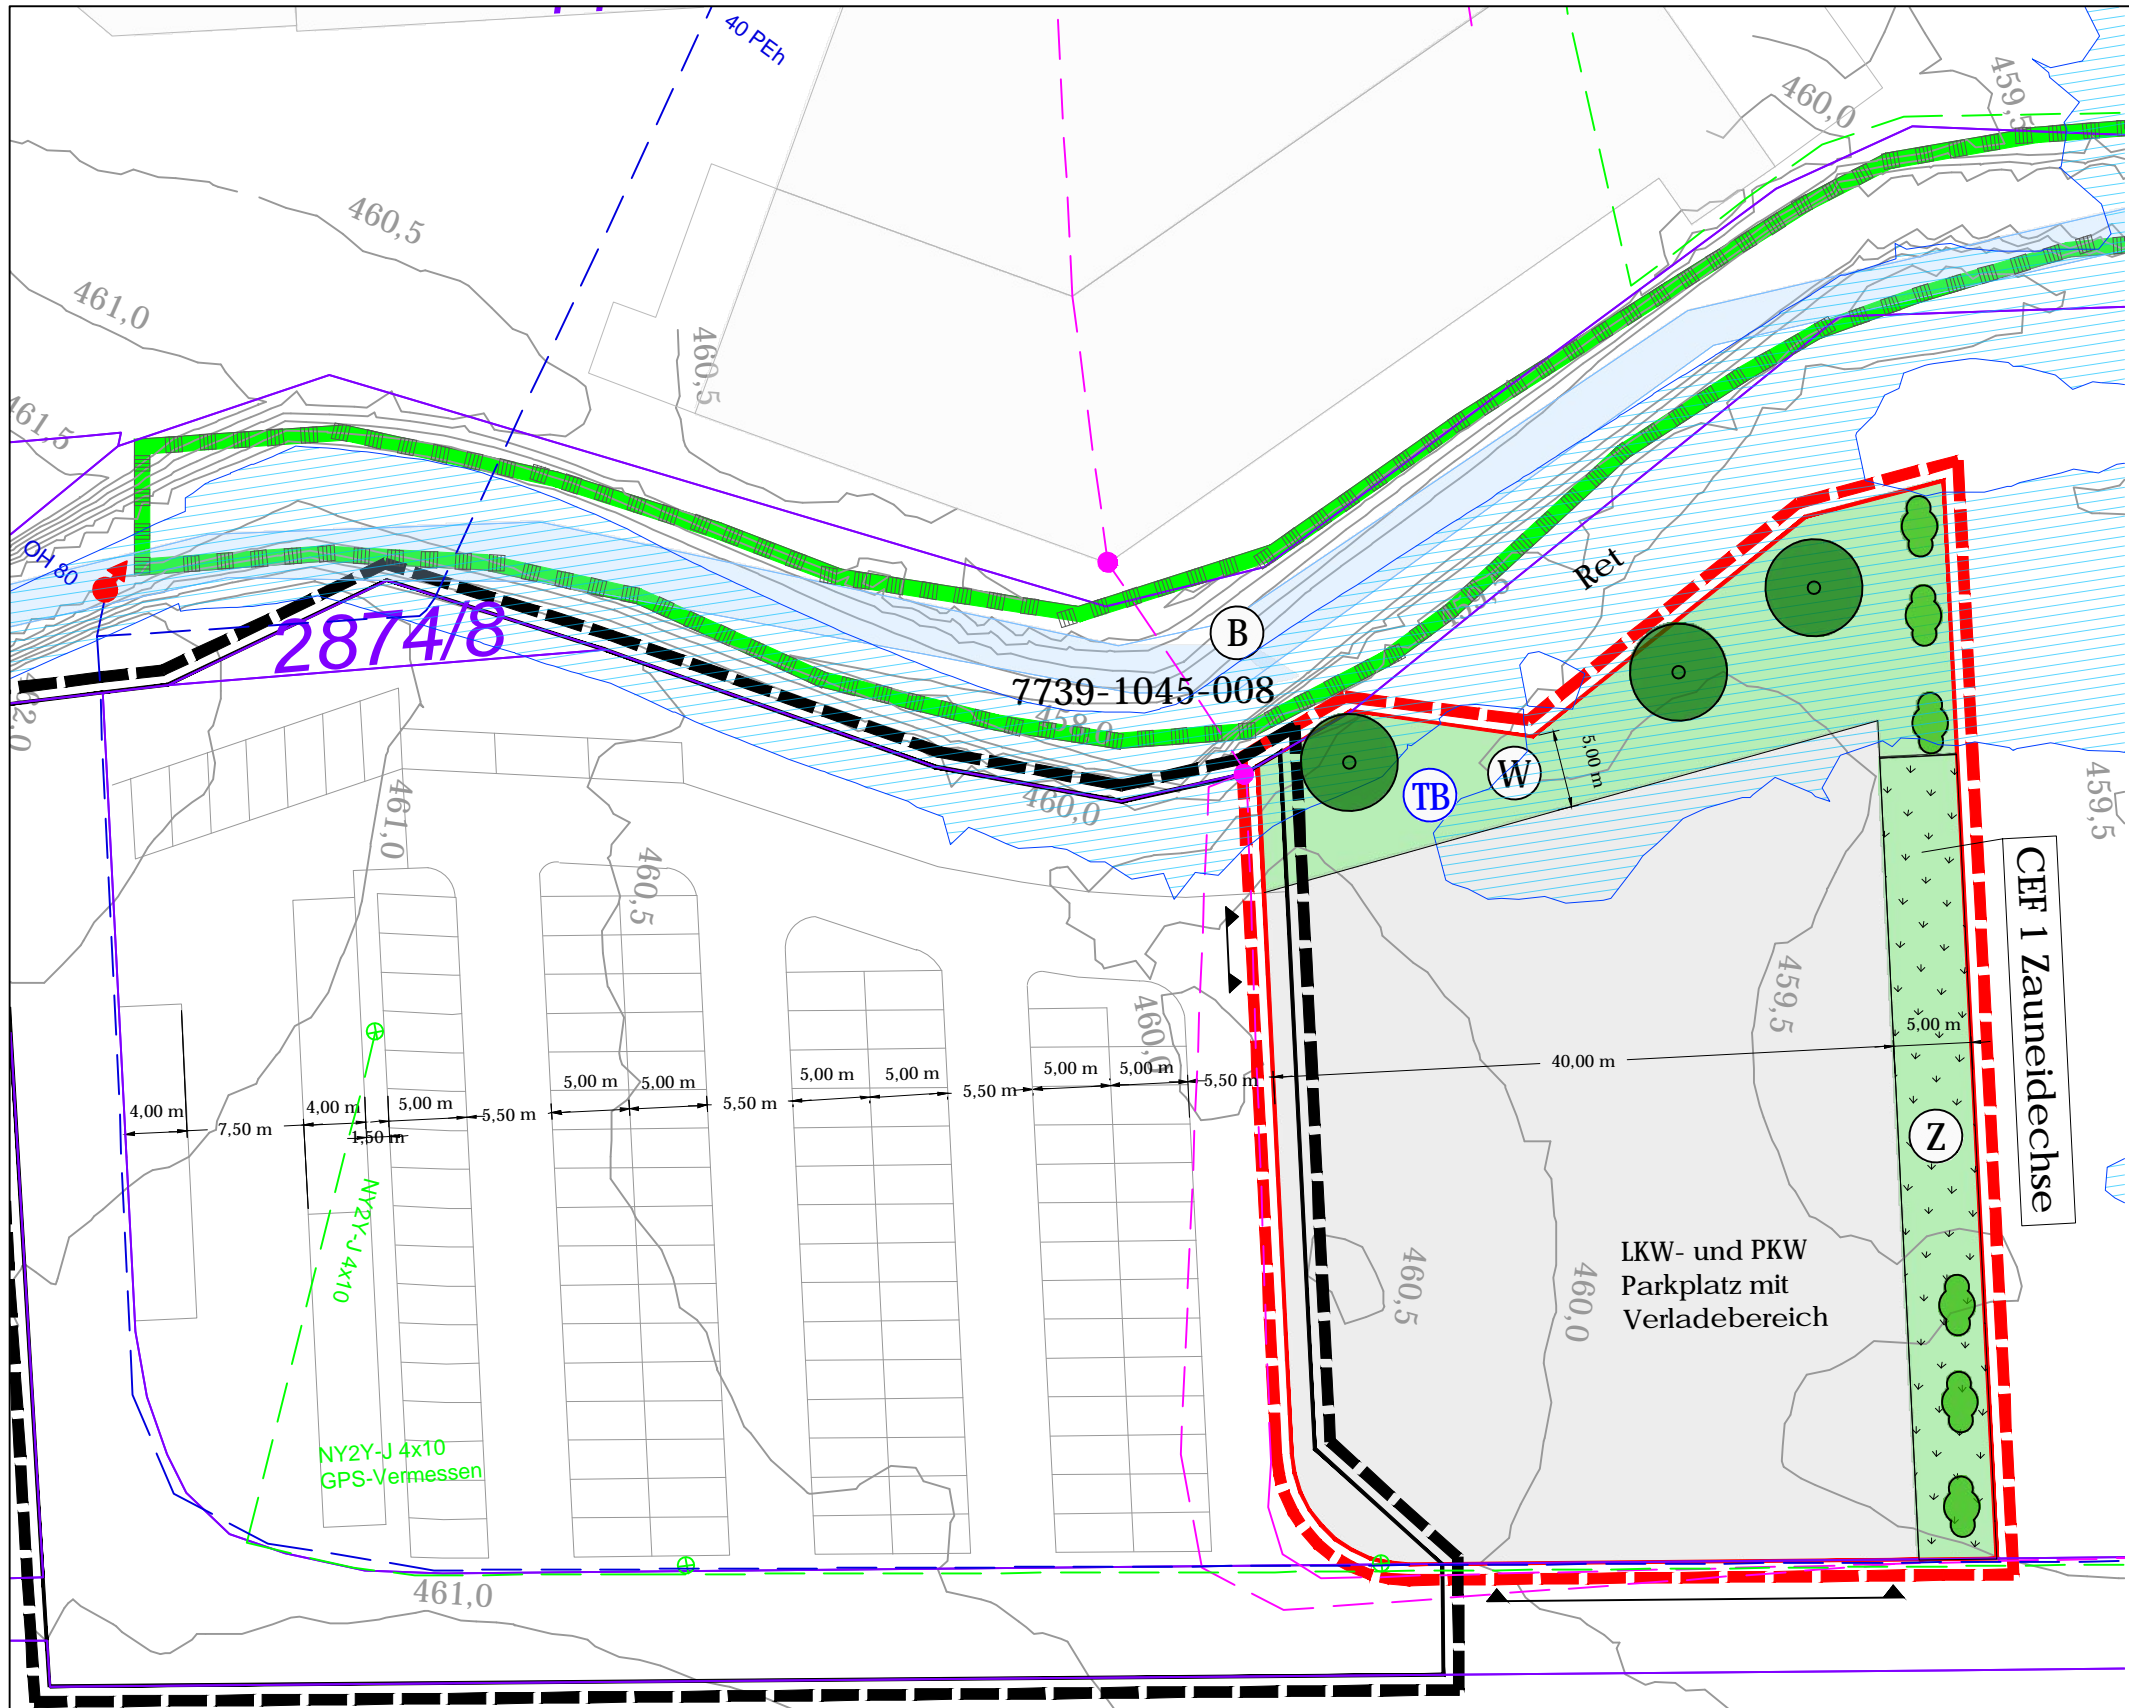 40 PEh
460,0
459,5
460,5
461,0
460,5
461,5
OH 80
2874/8
Ret
B
7739-1045-008
458,0
460,0
TB
W
5,00 m
461,0
460,5
459,5
CEF 1 Zauneidechse
459,5
460,0
5,00 m
40,00 m
4,00 m
7,50 m
4,00 m
1,50 m
5,00 m
5,50 m
5,00 m
5,00 m
5,50 m
5,00 m
5,00 m
5,50 m
5,00 m
5,00 m
5,50 m
Z
NY2Y-J 4x10
LKW- und PKW
Parkplatz mit
Verladebereich
460,5
460,0
NY2Y-J 4x10
GPS-Vermessen
461,0